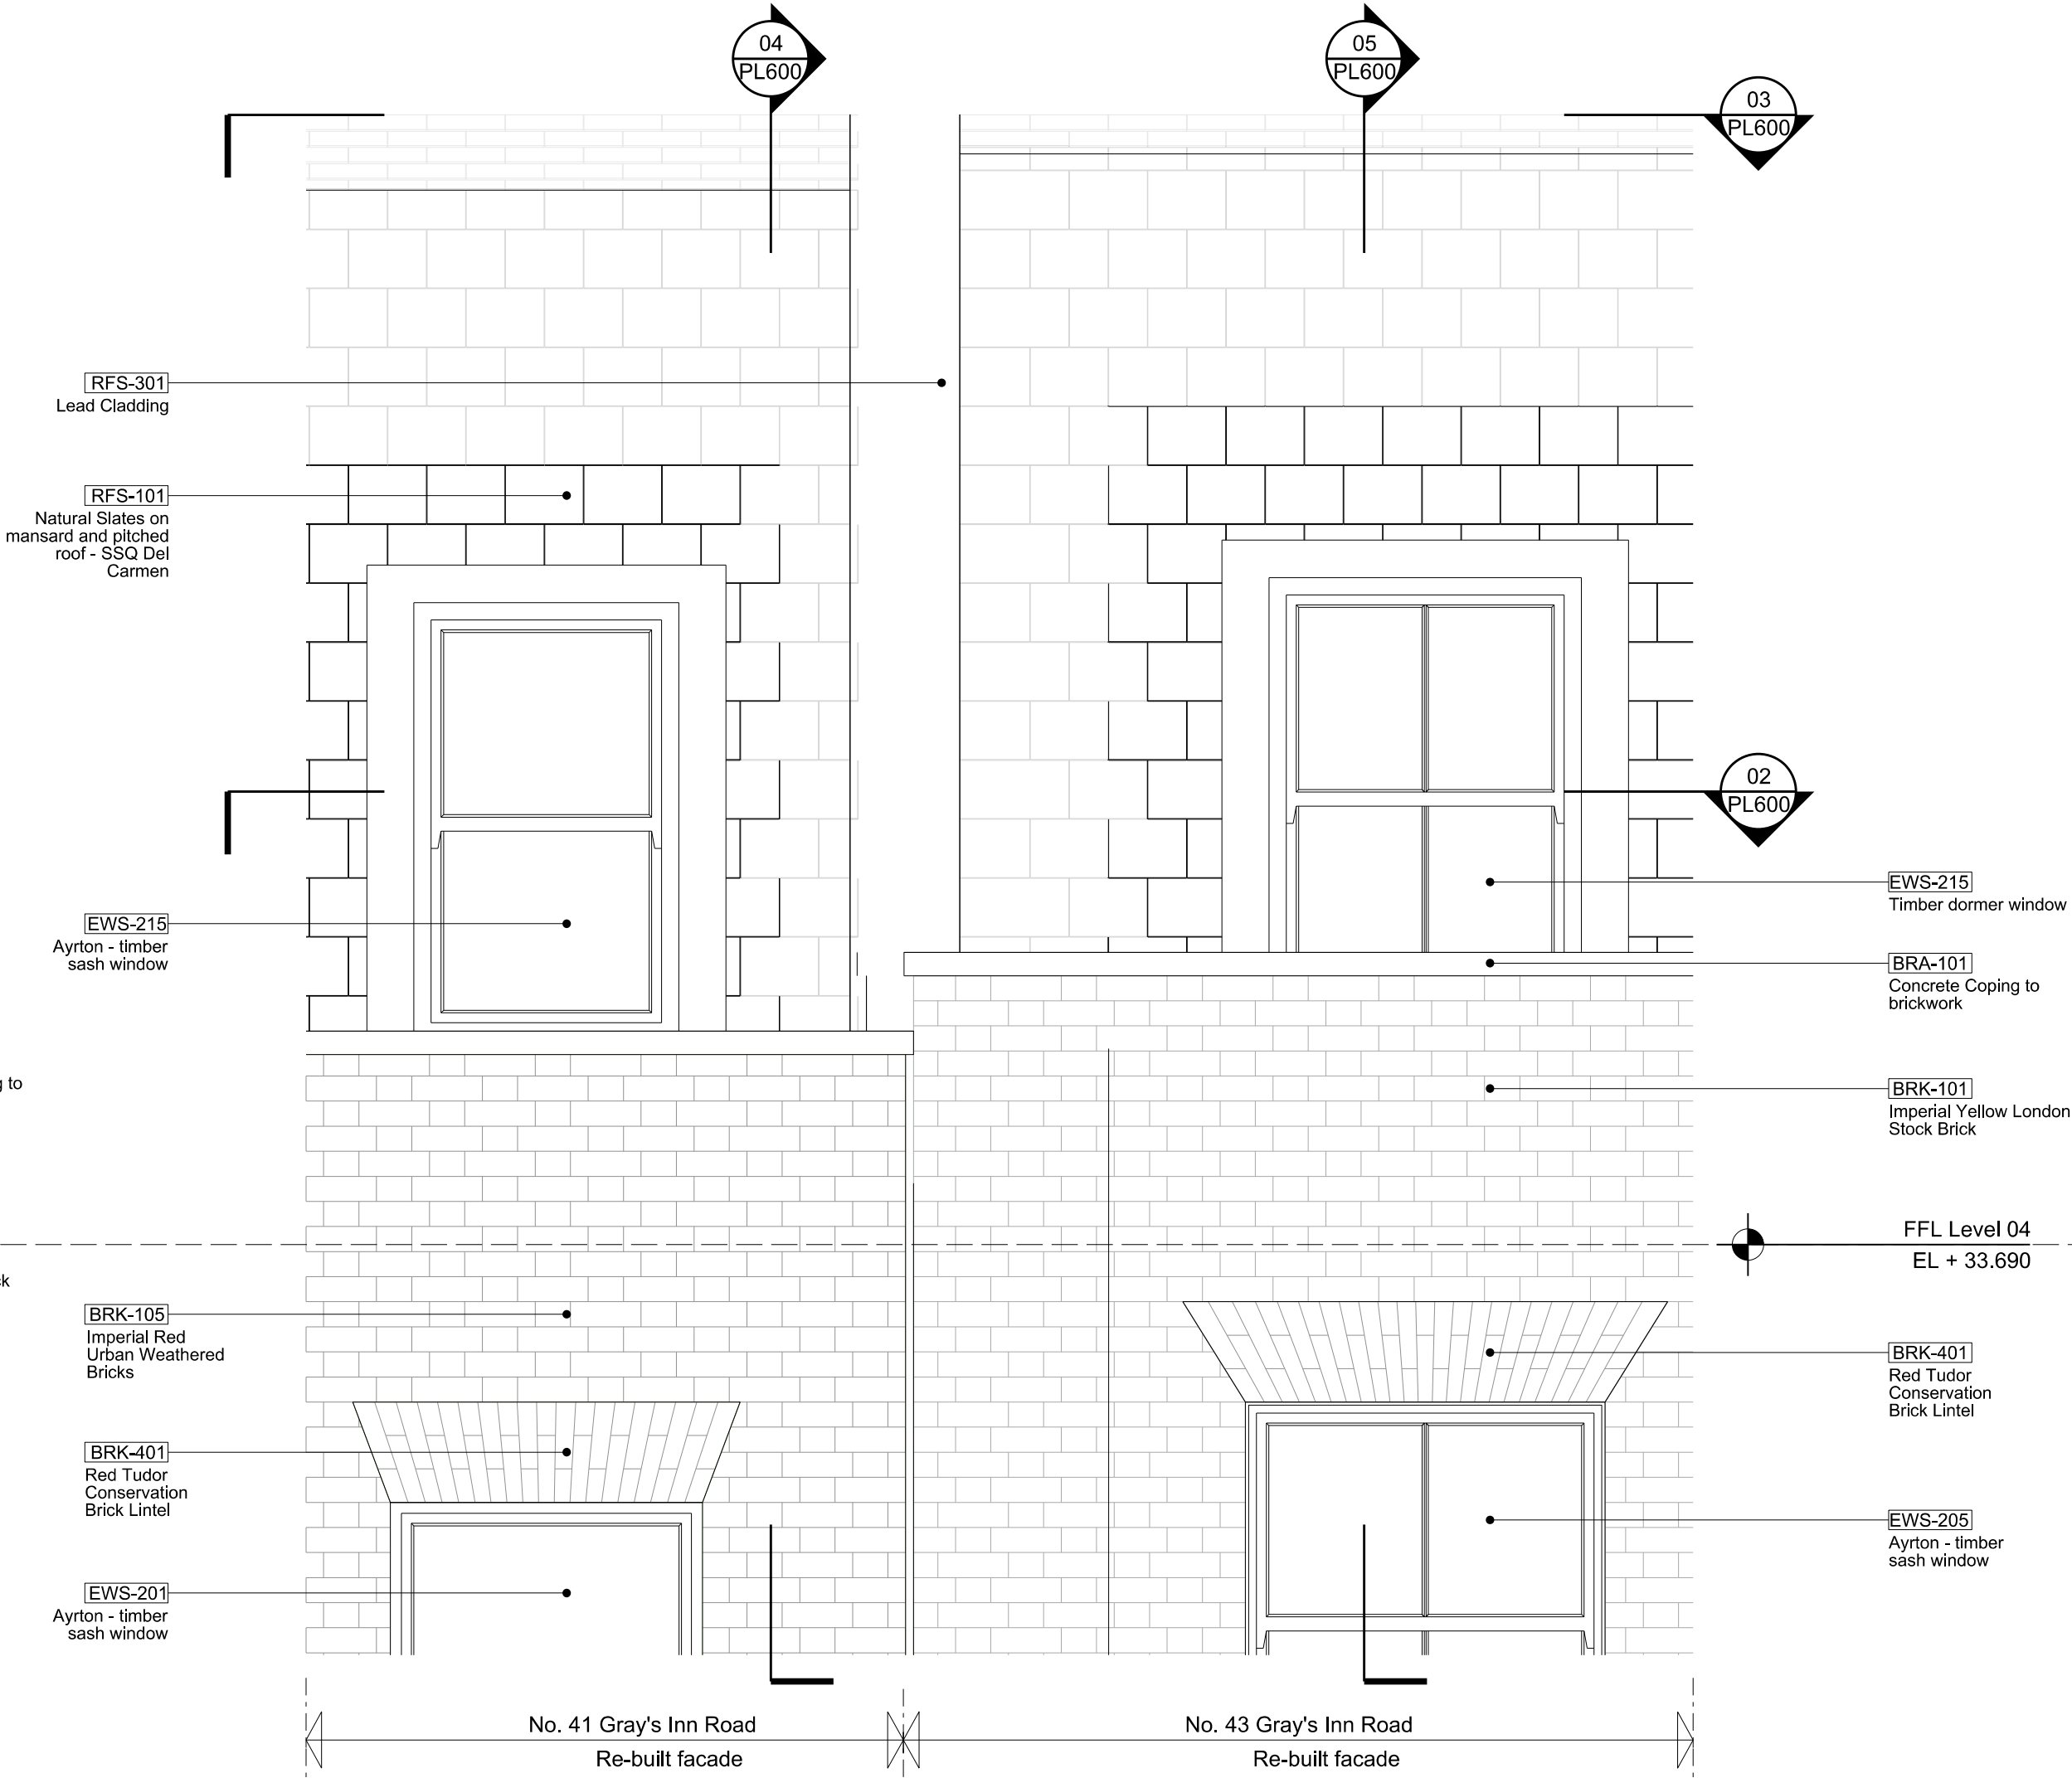 04
PL600
05
PL600
03
PL600
RFS-301
Lead Cladding
RFS-101
Natural Slates on
mansard and pitched
roof - SSQ Del
Carmen
02
PL600
EWS-215
Timber dormer window
EWS-215
Ayrton - timber
sash window
BRA-101
Concrete Coping to
brickwork
to
BRK-101
Imperial Yellow London
Stock Brick
FFL Level 04
EL + 33.690
BRK-105
Imperial Red
Urban Weathered
Bricks
BRK-401
Red Tudor
Conservation
Brick Lintel
BRK-401
Red Tudor
Conservation
Brick Lintel
EWS-205
Ayrton - timber
sash window
EWS-201
Ayrton - timber
sash window
No. 41 Gray's Inn Road
Re-built facade
No. 43 Gray's Inn Road
Re-built facade